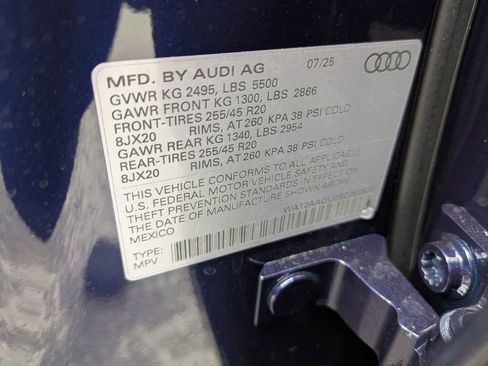 MFD. BY AUDI AG 07/25
GVWR KG 2495, LBS 5500
GAWR FRONT KG 1300, LBS 2866
FRONT-TIRES 255/45 R20
8JX20 RIMS, AT 260 KPA 38 PSI COLD
GAWR REAR KG 1340, LBS 2954
REAR-TIRES 255/45 R20
8JX20 RIMS, AT 260 KPA 38 PSI COLD
THIS VEHICLE CONFORMS TO ALL APPLICABLE
U.S. FEDERAL MOTOR VEHICLE SAFETY AND
THEFT PREVENTION STANDARDS IN EFFECT ON
THE DATE OF MANUFACTURE SHOWN ABOVE.
MEXICO
TYPE
MPV